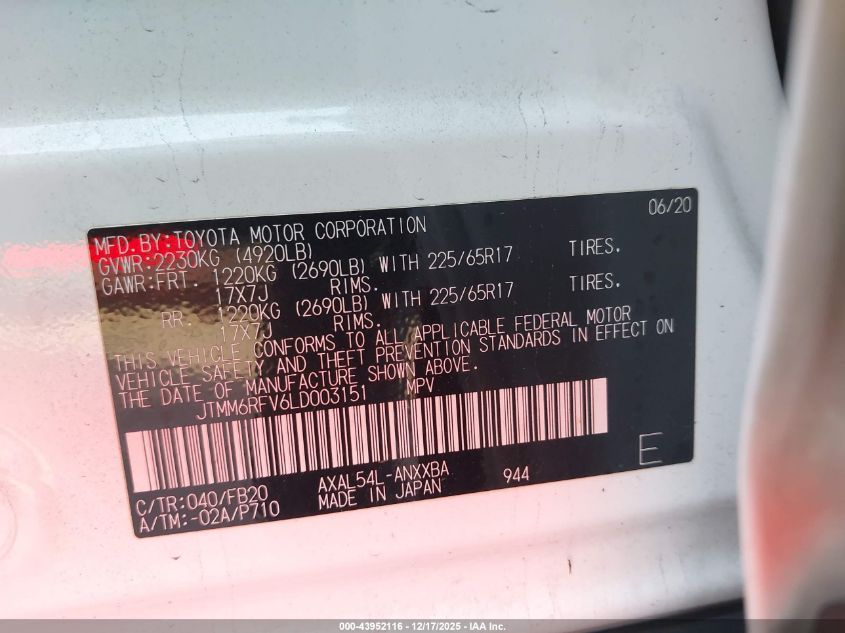 06/20
MFD.BY:TOYOTA MOTOR CORPORATION
GVWR:2230KG (4920LB)
GAWR:FRT. 1220KG (2690LB) WITH 225/65R17 TIRES.
17X7J RIMS.
RR. 1220KG (2690LB) WITH 225/65R17 TIRES.
17X7J RIMS.
THIS VEHICLE CONFORMS TO ALL APPLICABLE FEDERAL MOTOR
VEHICLE SAFETY AND THEFT PREVENTION STANDARDS IN EFFECT ON
THE DATE OF MANUFACTURE SHOWN ABOVE.
JTMM6RFV6LD003151 MPV
E
C/TR:040/FB20 AXAL54L-ANXXBA 944
A/TM:-02A/P710 MADE IN JAPAN
000-43952116 - 12/17/2025 - IAA Inc.